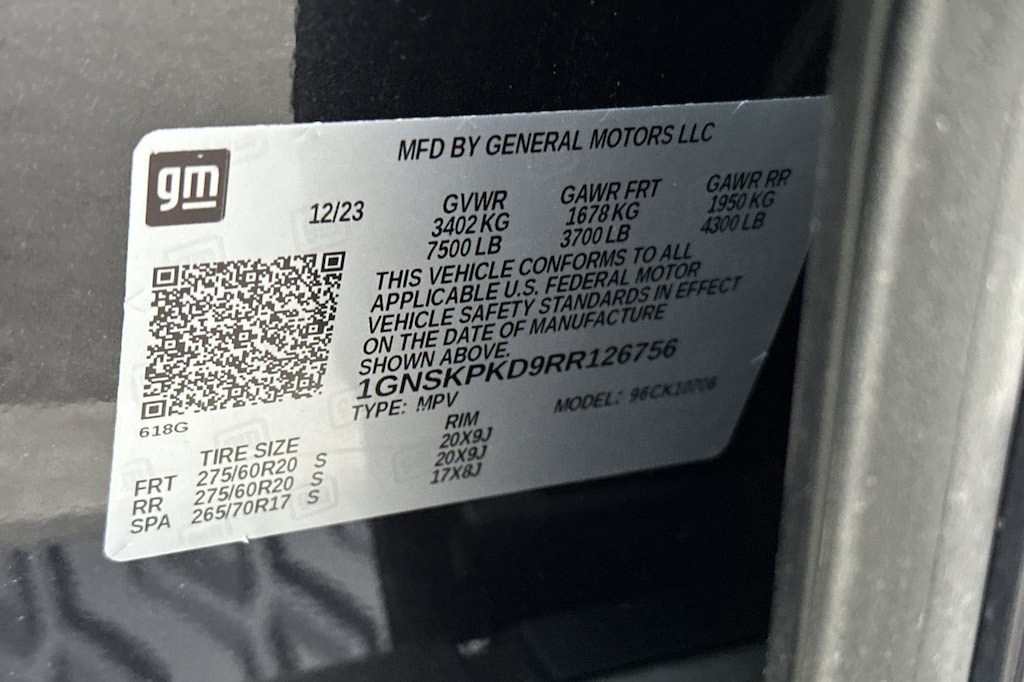 gm
MFD BY GENERAL MOTORS LLC
12/23
GVWR
3402 KG
7500 LB
GAWR FRT
1678 KG
3700 LB
GAWR RR
1950 KG
4300 LB
THIS VEHICLE CONFORMS TO ALL
APPLICABLE U.S. FEDERAL MOTOR
VEHICLE SAFETY STANDARDS IN EFFECT
ON THE DATE OF MANUFACTURE
SHOWN ABOVE.
1GNSKPKD9RR126756
TYPE: MPV
MODEL: 96CK10706
618G
TIRE SIZE
RIM
FRT 275/60R20 S 20X9J
RR 275/60R20 S 20X9J
SPA 265/70R17 S 17X8J